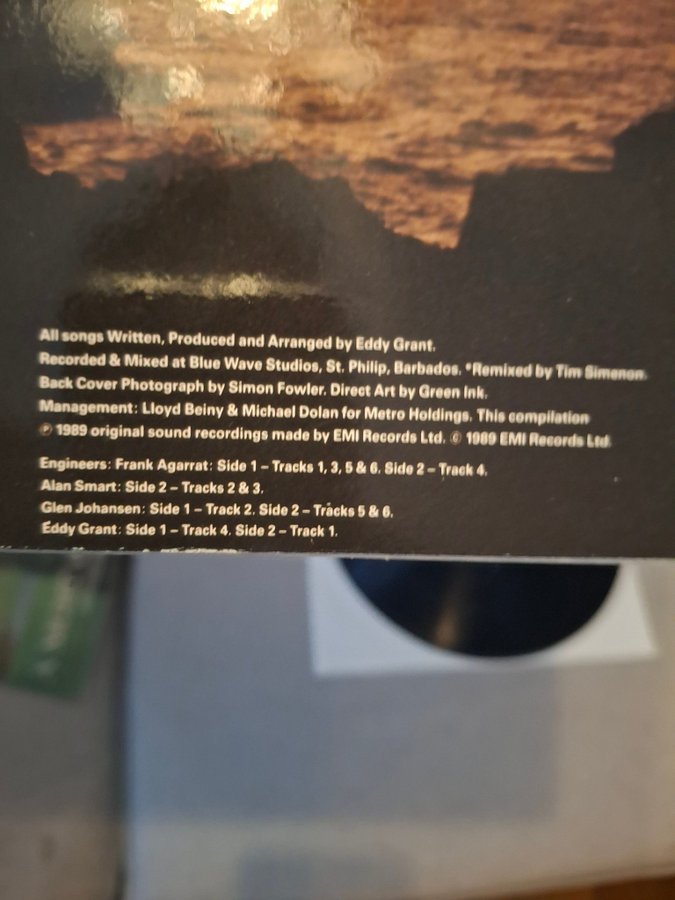 All songs Written, Produced and Arranged by Eddy Grant.
Recorded & Mixed at Blue Wave Studios, St. Philip, Barbados. *Remixed by Tim Simenon.
Back Cover Photograph by Simon Fowler. Direct Art by Green Ink.
Management: Lloyd Beiny & Michael Dolan for Metro Holdings. This compilation
℗ 1989 original sound recordings made by EMI Records Ltd. © 1989 EMI Records Ltd
Engineers: Frank Agarrat: Side 1 – Tracks 1, 3, 5 & 6. Side 2 – Track 4.
Alan Smart: Side 2 – Tracks 2 & 3.
Glen Johansen: Side 1 – Track 2. Side 2 – Tracks 5 & 6.
Eddy Grant: Side 1 – Track 4. Side 2 – Track 1.